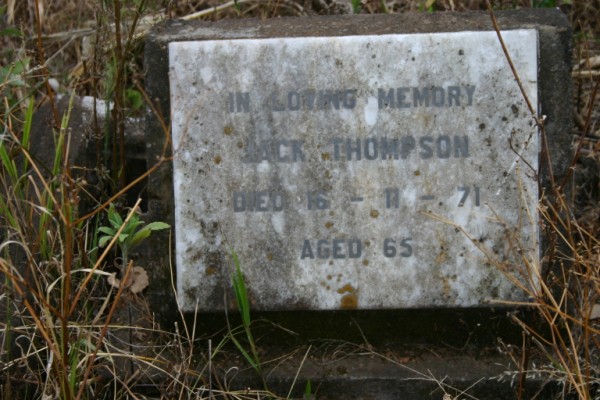 IN LOVING MEMORY
JACK THOMPSON
DIED 16 - 11 - 71
AGED 65